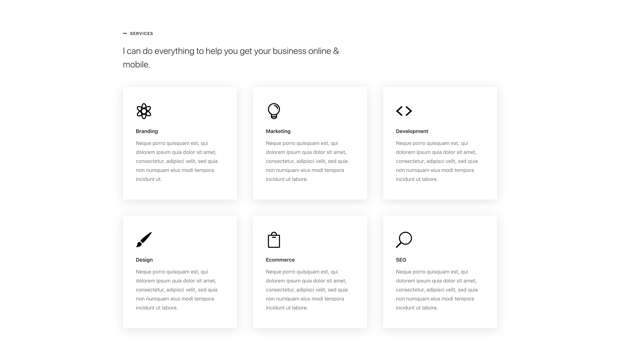 — SERVICES
I can do everything to help you get your business online &
mobile.
Branding
Neque porro quisquam est, qui
dolorem ipsum quia dolor sit amet,
consectetur, adipisci velit, sed quia
non numquam eius modi tempora
incidunt ut.
Marketing
Neque porro quisquam est, qui
dolorem ipsum quia dolor sit amet,
consectetur, adipisci velit, sed quia
non numquam eius modi tempora
incidunt ut labore.
Development
Neque porro quisquam est, qui
dolorem ipsum quia dolor sit amet,
consectetur, adipisci velit, sed quia
non numquam eius modi tempora
incidunt ut labore.
Design
Neque porro quisquam est, qui
dolorem ipsum quia dolor sit amet,
consectetur, adipisci velit, sed quia
non numquam eius modi tempora
incidunt ut labore.
Ecommerce
Neque porro quisquam est, qui
dolorem ipsum quia dolor sit amet,
consectetur, adipisci velit, sed quia
non numquam eius modi tempora
incidunt ut labore.
SEO
Neque porro quisquam est, qui
dolorem ipsum quia dolor sit amet,
consectetur, adipisci velit, sed quia
non numquam eius modi tempora
incidunt ut labore.